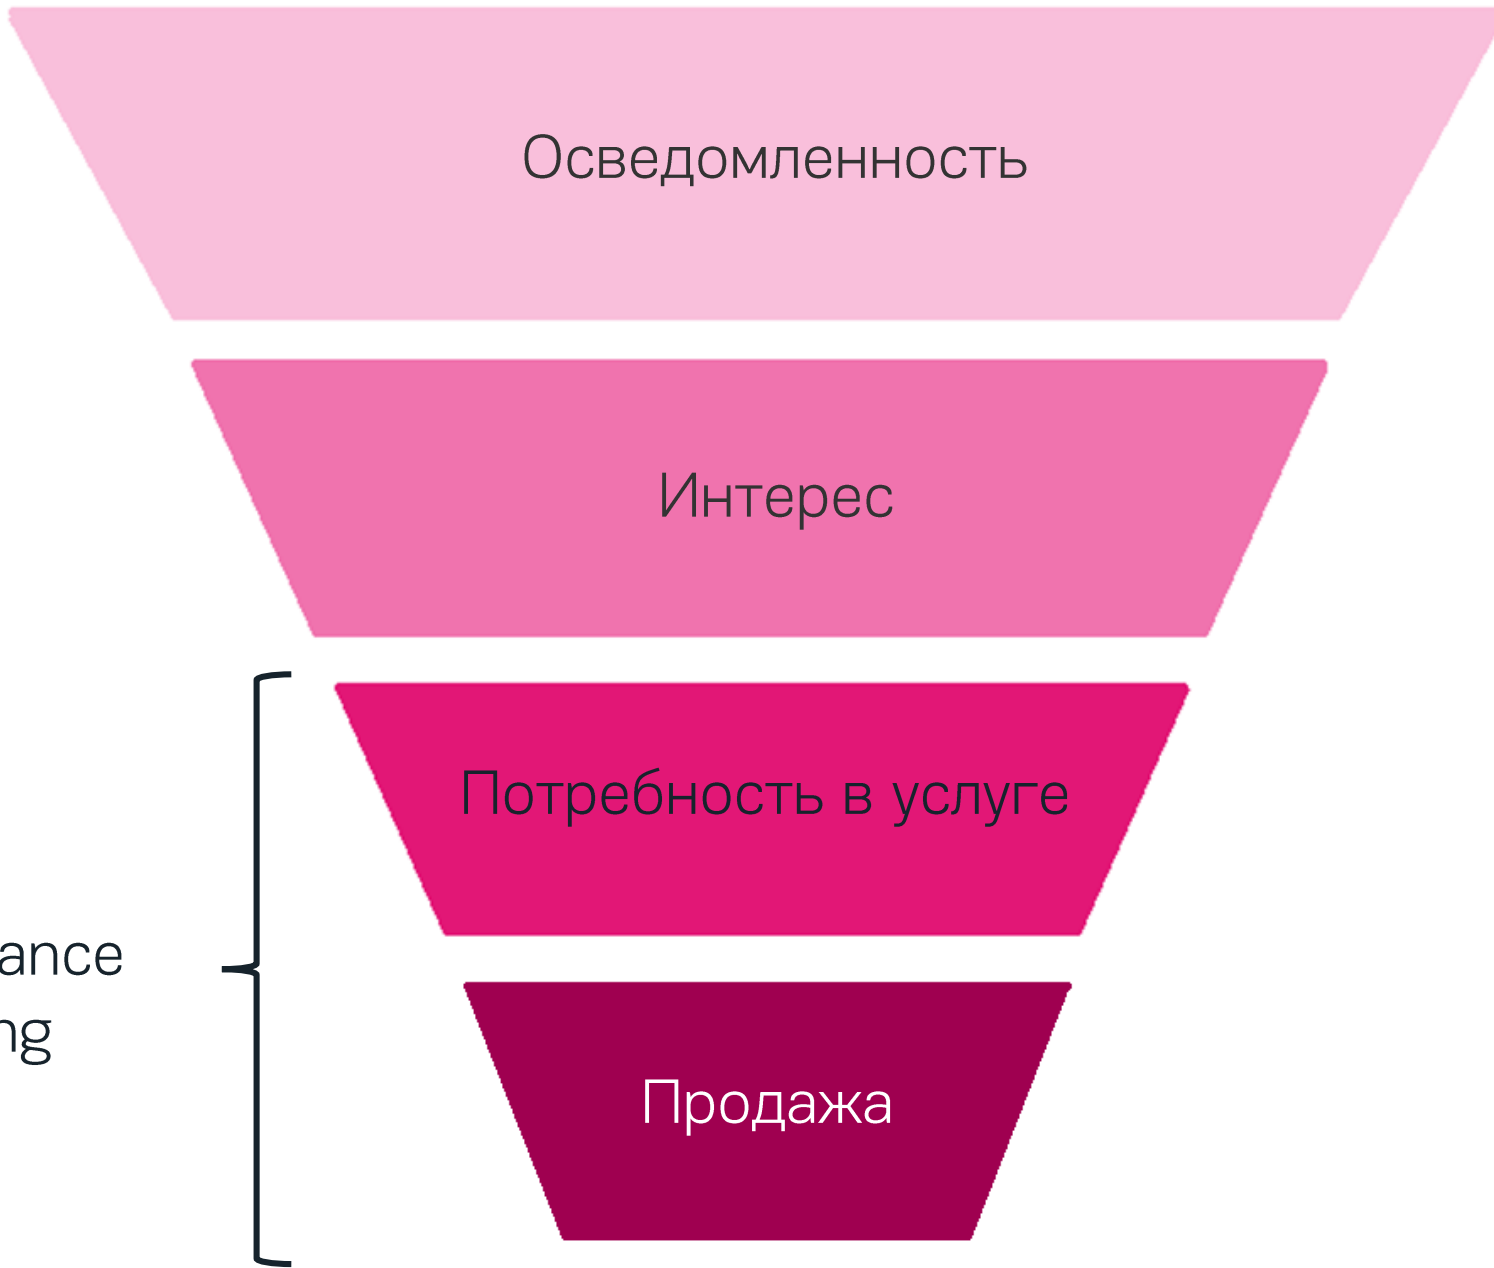 Осведомленность
Интерес
Потребность в услуге
ance
ng
Продажа